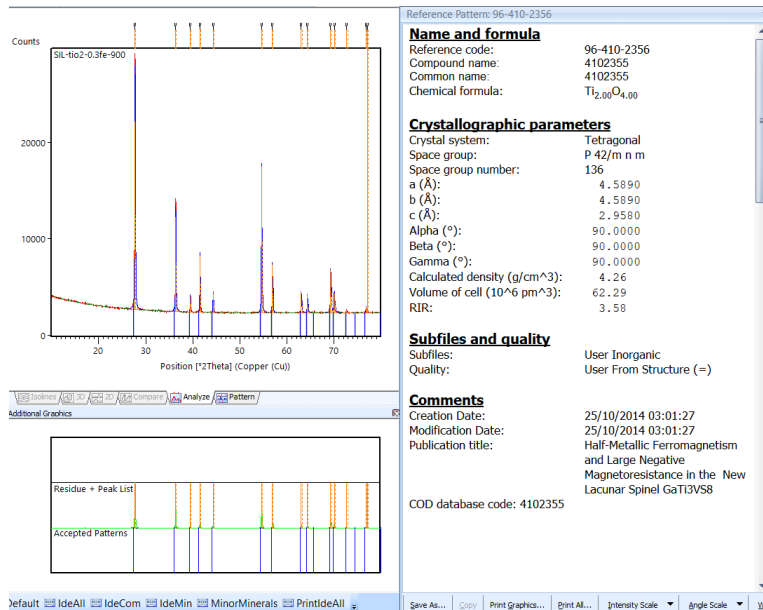 Counts
SIL-tio2-0.3fe-900
20000
10000
0
20 30 40 50 60 70
Position [°2Theta] (Copper (Cu))
Isolines 3D 2D Compare Analyze Pattern
Additional Graphics
Residue + Peak List
Accepted Patterns
Default IdeAll IdeCom IdeMin MinorMinerals PrintIdeAll
Reference Pattern: 96-410-2356
Name and formula
Reference code: 96-410-2356
Compound name: 4102355
Common name: 4102355
Chemical formula: Ti2.00O4.00
Crystallographic parameters
Crystal system: Tetragonal
Space group: P 42/m n m
Space group number: 136
a (Å): 4.5890
b (Å): 4.5890
c (Å): 2.9580
Alpha (°): 90.0000
Beta (°): 90.0000
Gamma (°): 90.0000
Calculated density (g/cm^3): 4.26
Volume of cell (10^6 pm^3): 62.29
RIR: 3.58
Subfiles and quality
Subfiles: User Inorganic
Quality: User From Structure (=)
Comments
Creation Date: 25/10/2014 03:01:27
Modification Date: 25/10/2014 03:01:27
Publication title: Half-Metallic Ferromagnetism
and Large Negative
Magnetoresistance in the New
Lacunar Spinel GaTi3VS8
COD database code: 4102355
Save As... Copy Print Graphics... Print All... Intensity Scale Angle Scale